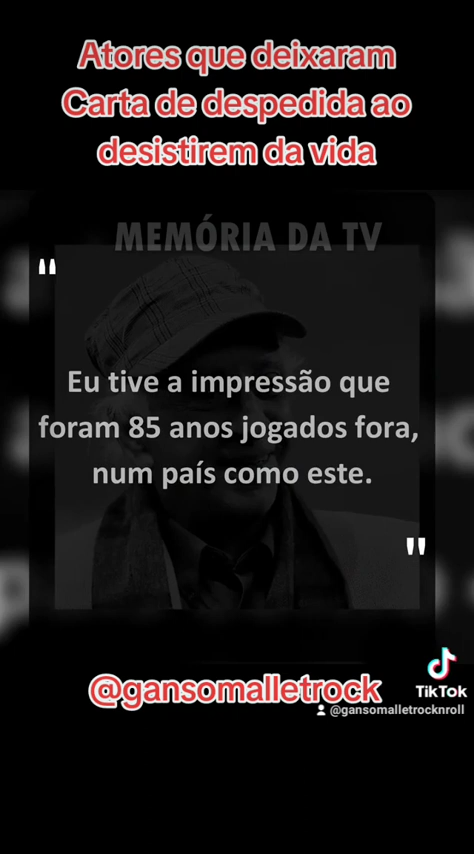 Atores que deixaram
Carta de despedida ao
desistirem da vida
MEMÓRIA DA TV
"
Eu tive a impressão que
foram 85 anos jogados fora,
num país como este.
"
@gansomalletrock
TikTok
@gansomalletrocknroll